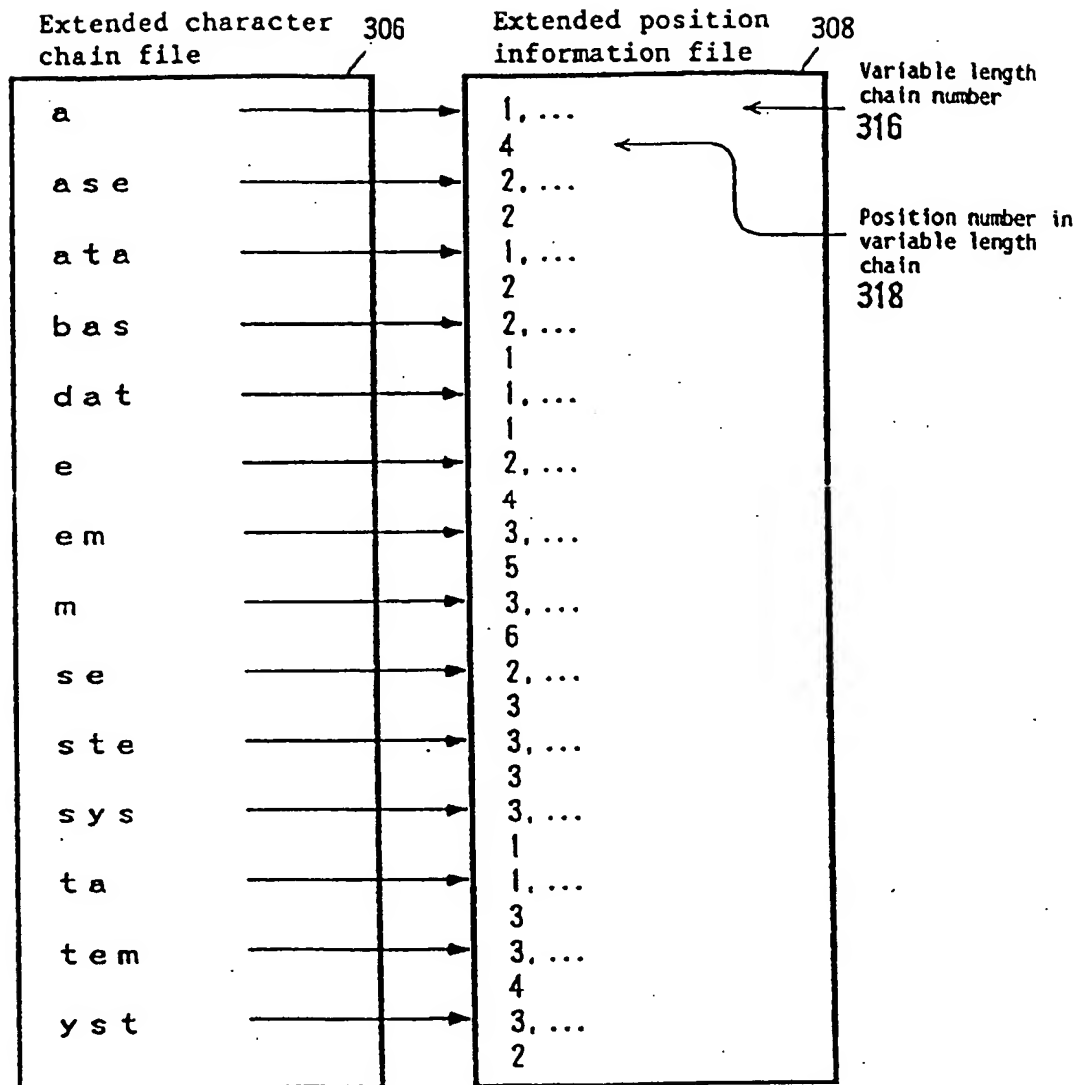 Extended character chain file 306
Extended position information file 308
Variable length chain number 316
Position number in variable length chain 318
a 1, ...
4
ase 2, ...
2
ata 1, ...
2
bas 2, ...
1
dat 1, ...
1
e 2, ...
4
em 3, ...
5
m 3, ...
6
se 2, ...
3
ste 3, ...
3
sys 3, ...
1
ta 1, ...
3
tem 3, ...
4
yst 3, ...
2